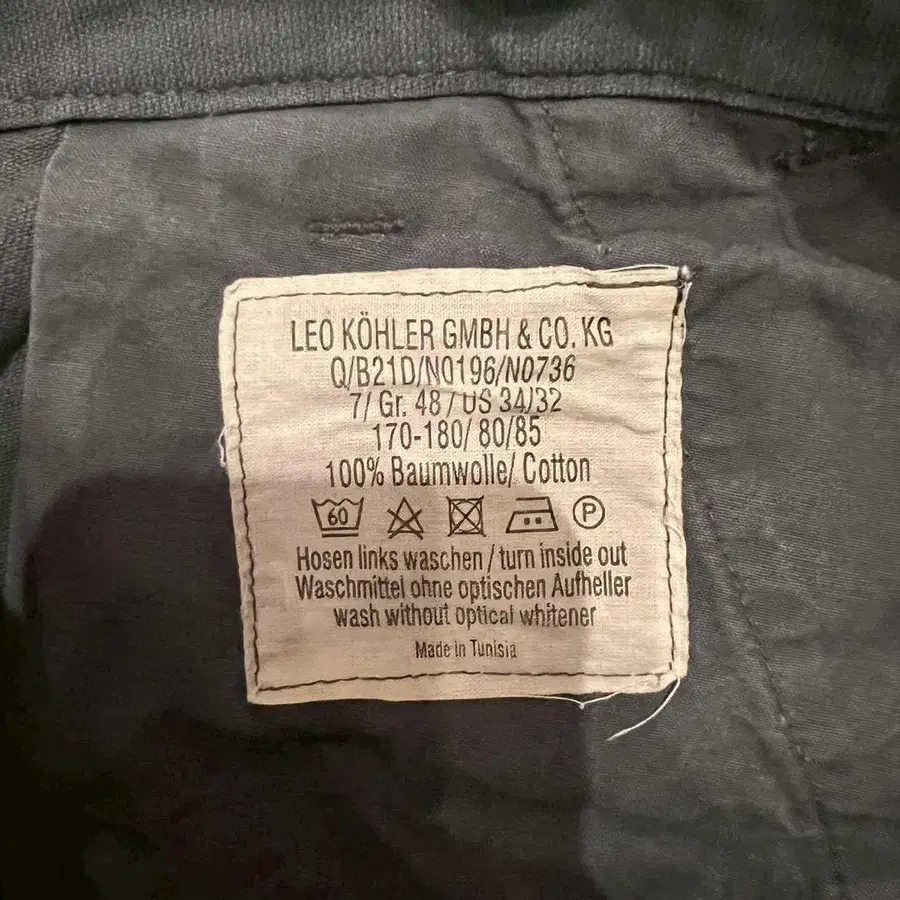 LEO KÖHLER GMBH & CO. KG
Q/B21D/N0196/N0736
7/ Gr. 48 / US 34/32
170-180/ 80/85
100% Baumwolle/ Cotton
60 P
Hosen links waschen / turn inside out
Waschmittel ohne optischen Aufheller
wash without optical whitener
Made in Tunisia